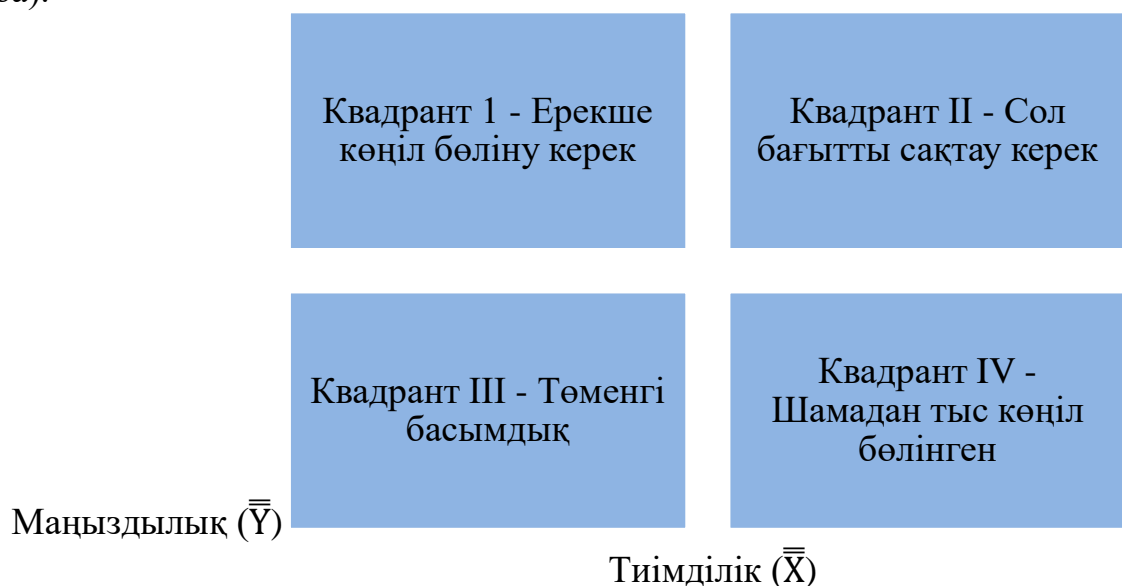 Квадрант 1 - Ерекше
көңіл бөліну керек
Квадрант II - Сол
бағытты сақтау керек
Квадрант III - Төменгі
басымдық
Квадрант IV -
Шамадан тыс көңіл
бөлінген
Маңыздылық (Y̿)
Тиімділік (X̿)